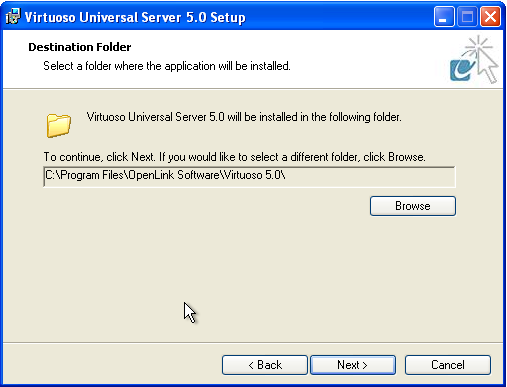 Virtuoso Universal Server 5.0 Setup
Destination Folder
Select a folder where the application will be installed.
Virtuoso Universal Server 5.0 will be installed in the following folder.
To continue, click Next. If you would like to select a different folder, click Browse.
C:\Program Files\OpenLink Software\Virtuoso 5.0\
Browse
< Back
Next >
Cancel